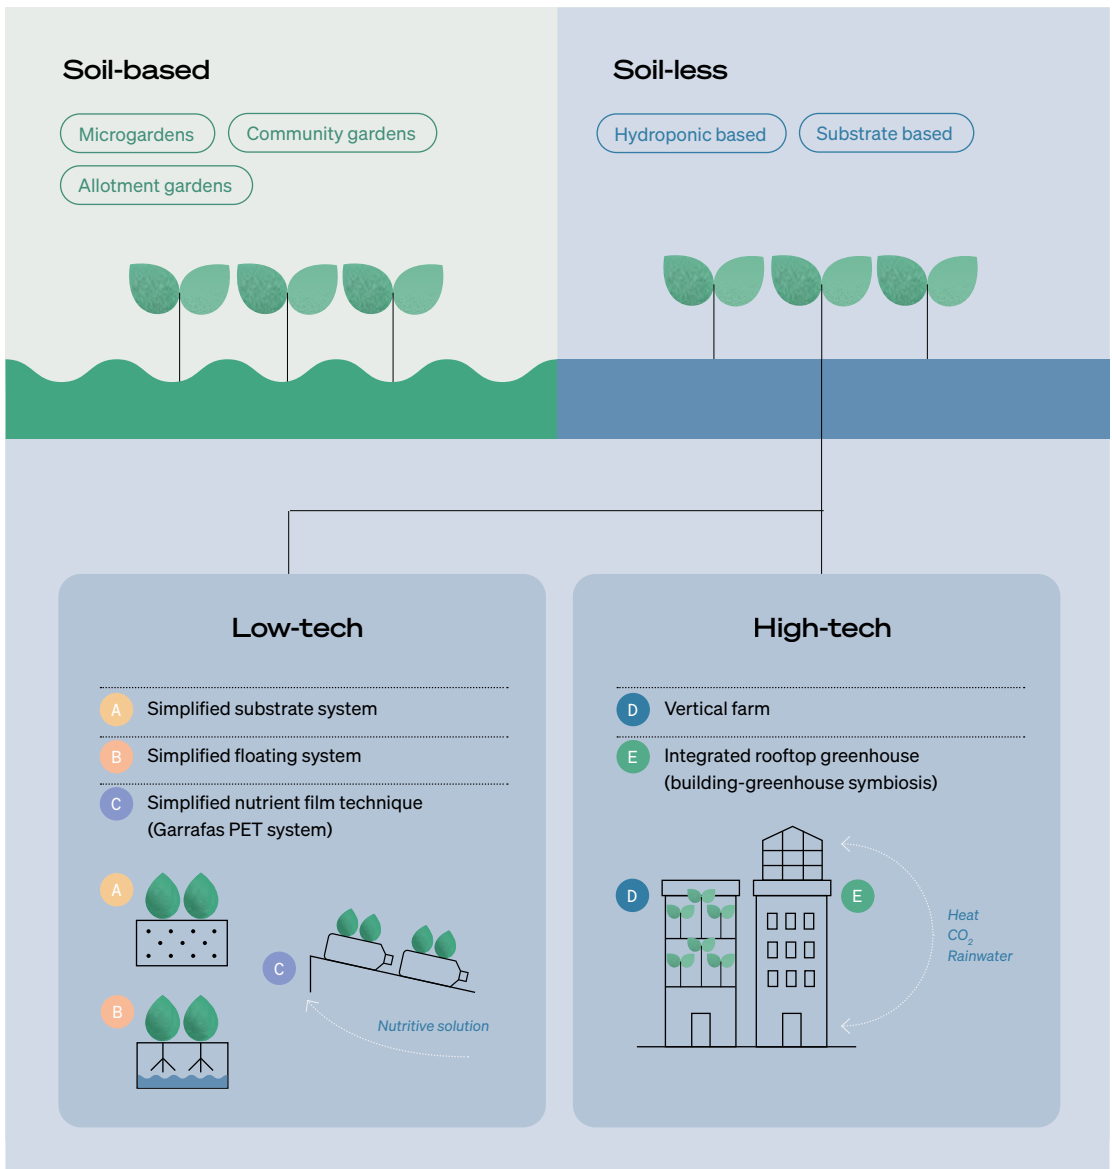 Soil-based
Microgardens
Community gardens
Allotment gardens
Soil-less
Hydroponic based
Substrate based
Low-tech
A
Simplified substrate system
B
Simplified floating system
C
Simplified nutrient film technique
(Garrafas PET system)
A
C
B
Nutritive solution
High-tech
D
Vertical farm
E
Integrated rooftop greenhouse
(building-greenhouse symbiosis)
D
E
Heat
CO₂
Rainwater